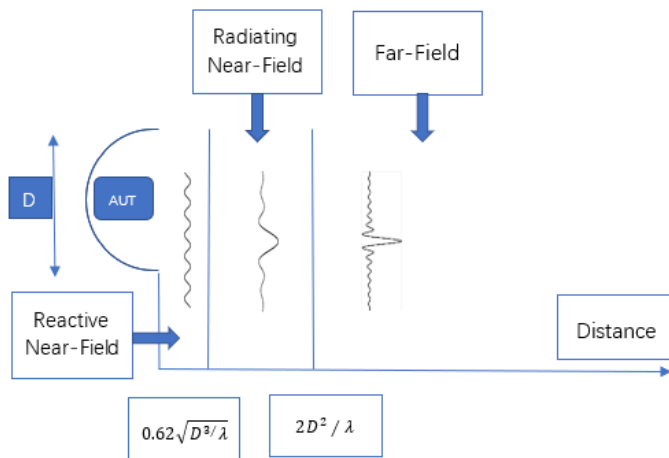 Radiating
Near-Field
Far-Field
D
AUT
Reactive
Near-Field
Distance
0.62√(D³/λ)
2D² / λ